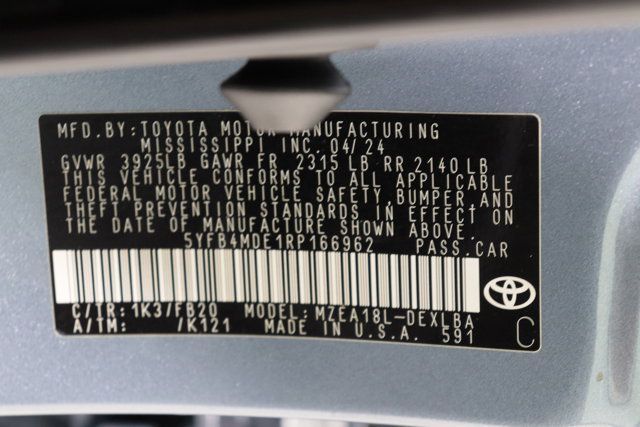 MFD. BY: TOYOTA MOTOR MANUFACTURING
MISSISSIPPI INC. 04/24
GVWR 3925LB GAWR FR 2315 LB RR 2140 LB
THIS VEHICLE CONFORMS TO ALL APPLICABLE
FEDERAL MOTOR VEHICLE SAFETY, BUMPER, AND
THEFT PREVENTION STANDARDS IN EFFECT ON
THE DATE OF MANUFACTURE SHOWN ABOVE.
5YFB4MDE1RP166962 PASS. CAR
C/TR: 1K37FB20 MODEL: MZEA18L-DEXLBA
A/TM: /K121 MADE IN U.S.A. 591
C